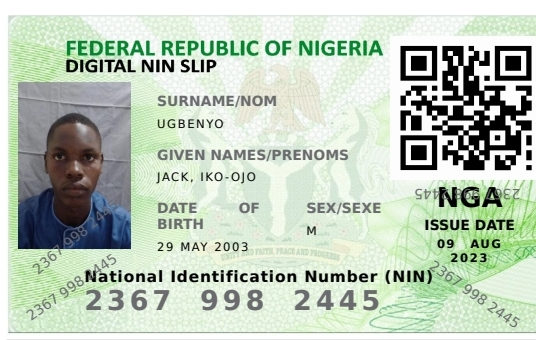 FEDERAL REPUBLIC OF NIGERIA
DIGITAL NIN SLIP
SURNAME/NOM
UGBENYO
GIVEN NAMES/PRENOMS
JACK, IKO-OJO
DATE OF BIRTH
29 MAY 2003
SEX/SEXE
M
2367 998 2445
NGA
ISSUE DATE
09 AUG
2023
2367 998 2445
2367 998 2445
2367 998 2445
National Identification Number (NIN)
2367 998 2445